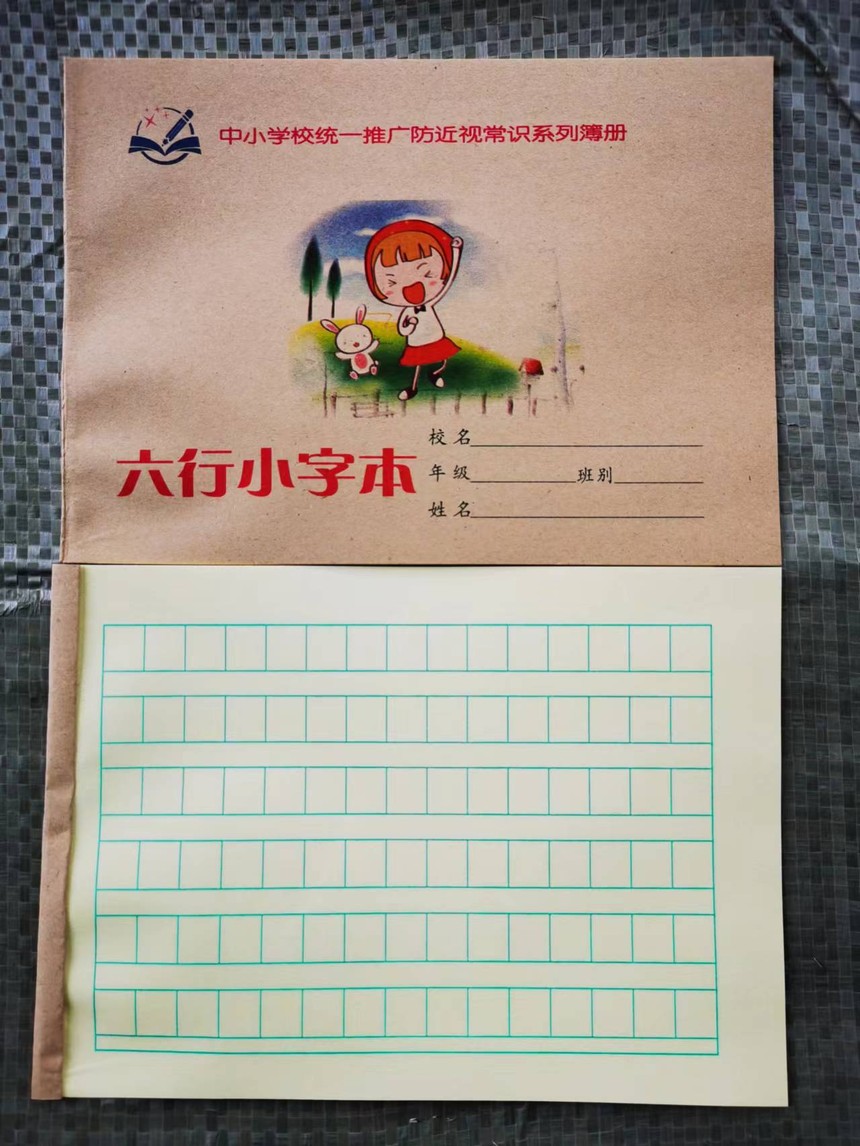 中小学校统一推广防近视常识系列簿册
六行小字本
校名
年级 班别
姓名